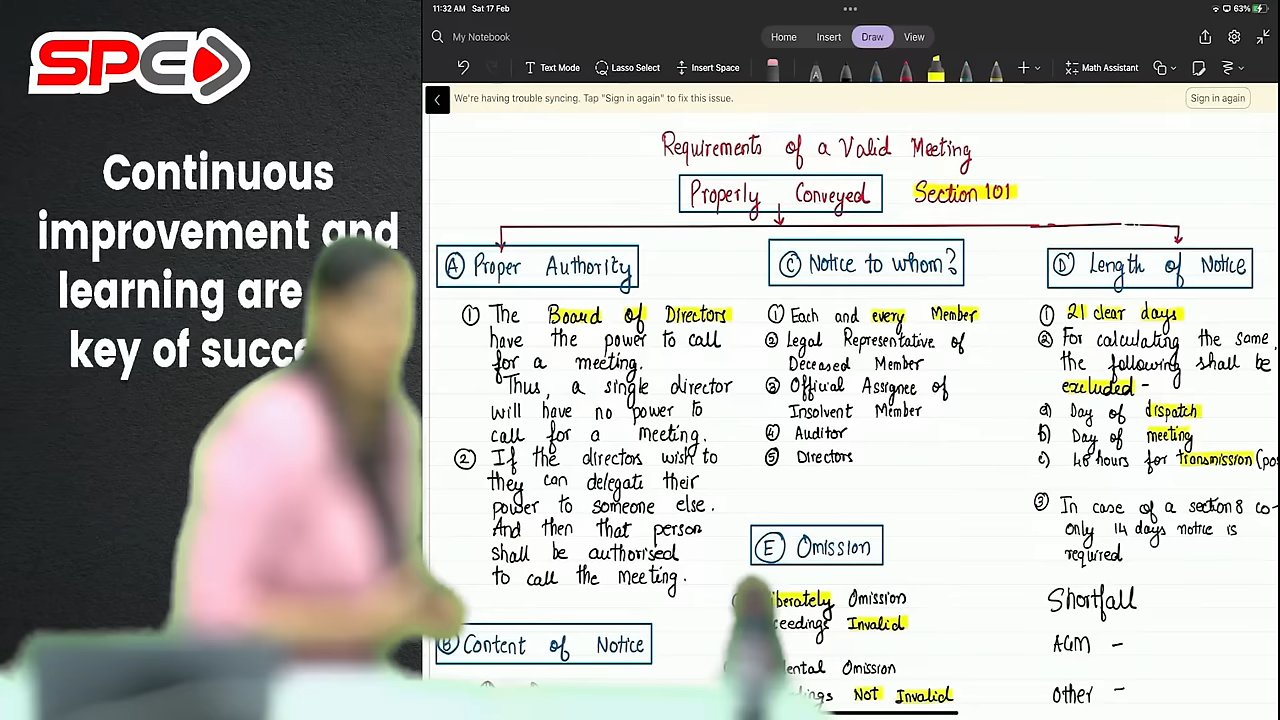 SPC
Continuous
improvement and
learning are
key of
11:32 AM Sat 17 Feb
63%
My Notebook
Home Insert Draw View
Text Mode Lasso Select Insert Space Math Assistant
We're having trouble syncing. Tap "Sign in again" to fix this issue. Sign in again
Requirements of a Valid Meeting
Properly Conveyed Section 101
A Proper Authority
1 The Board of Directors
have the power to call
for a meeting.
Thus, a single director
will have no power to
call for a Meeting.
2 If the directors wish to
they can delegate their
power to someone else.
And then that person
shall be authorised
to call the Meeting.
B Content of Notice
C Notice to whom?
1 Each and every Member
2 Legal Representative of
Deceased Member
3 Official Assignee of
Insolvent Member
4 Auditor
5 Directors
E Omission
Omission
Invalid
Omission
Not Invalid
D Length of Notice
1 21 clear days
2 For calculating the same,
the following shall be
excluded -
a) Day of dispatch
b) Day of meeting
c) 48 hours for transmission
3 In case of a section 8 co-
only 14 days notice is
required
Shortfall
AGM -
Other -